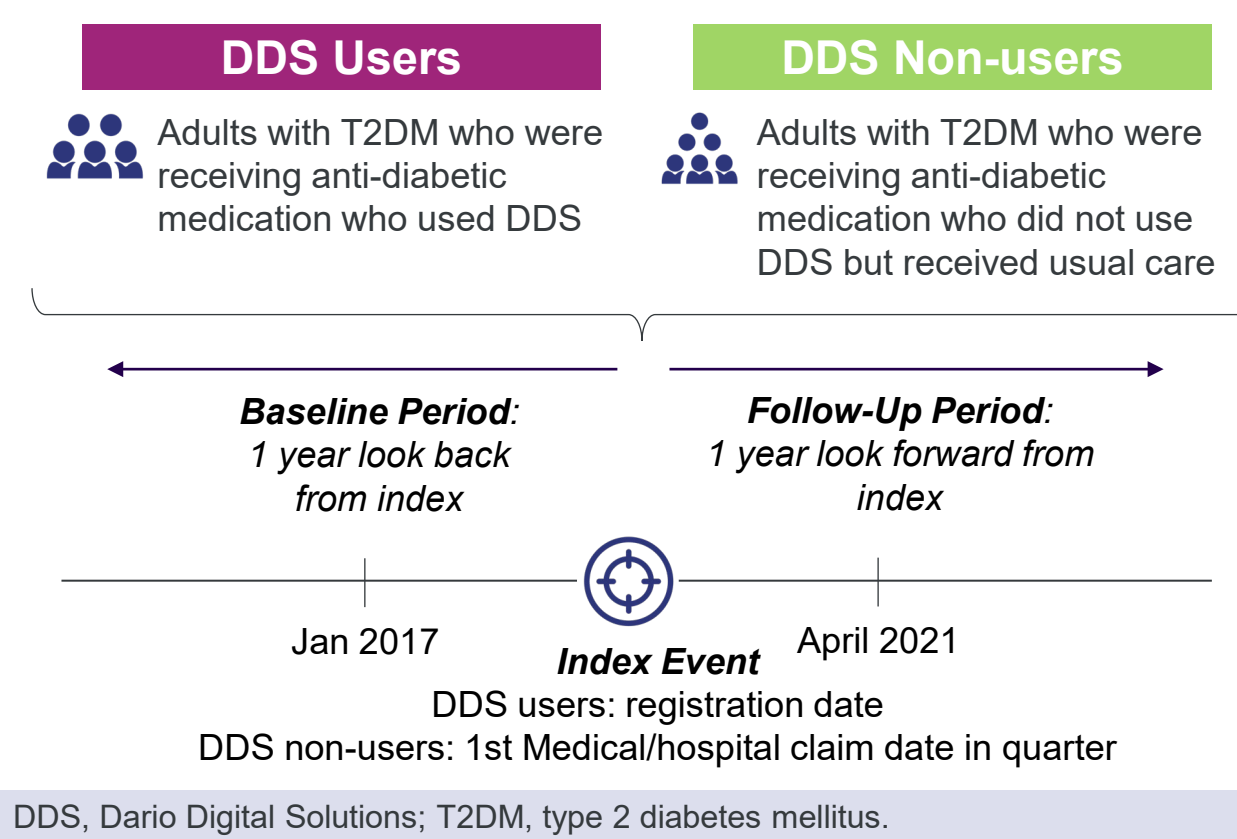 DDS Users
Adults with T2DM who were
receiving anti-diabetic
medication who used DDS
DDS Non-users
Adults with T2DM who were
receiving anti-diabetic
medication who did not use
DDS but received usual care
Baseline Period:
1 year look back
from index
Follow-Up Period:
1 year look forward from
index
Jan 2017
April 2021
Index Event
DDS users: registration date
DDS non-users: 1st Medical/hospital claim date in quarter
DDS, Dario Digital Solutions; T2DM, type 2 diabetes mellitus.